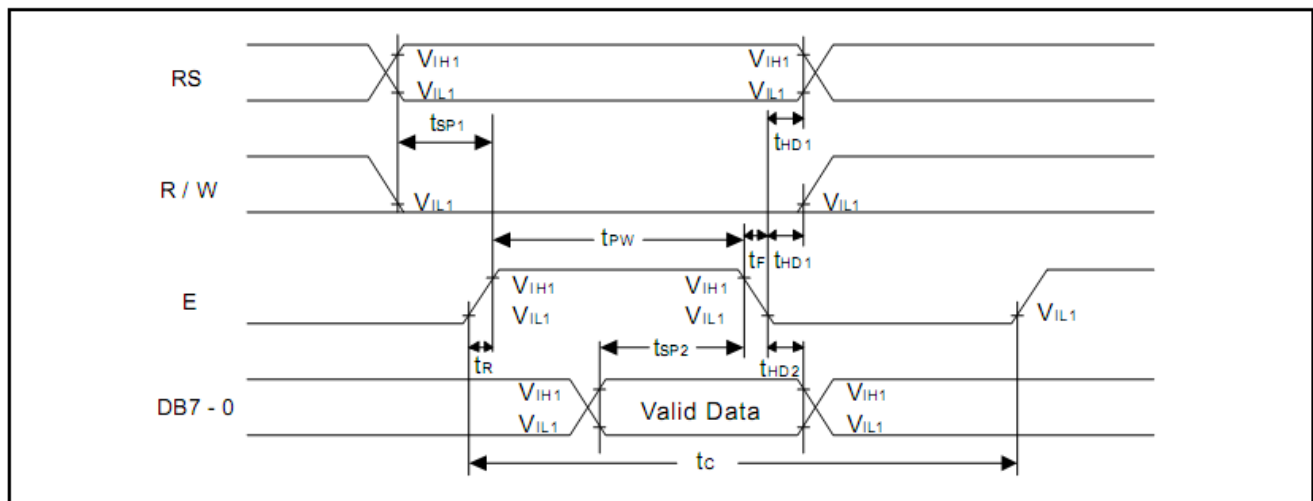 RS
VIH1
VIL1
VIH1
VIL1
tSP1
tHD1
R / W
VIL1
VIL1
tPW
tF
tHD1
E
VIH1
VIL1
VIH1
VIL1
VIL1
tR
tSP2
tHD2
DB7 - 0
VIH1
VIL1
Valid Data
VIH1
VIL1
tC